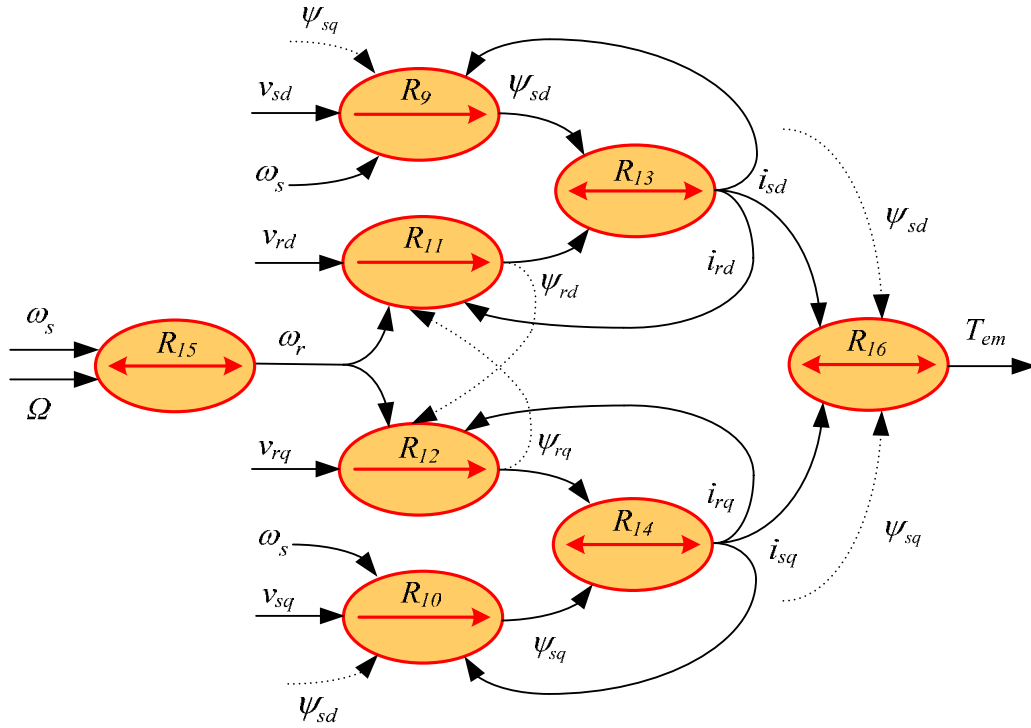 ψsq
vsd
R9
ψsd
ωs
R13
isd
ψsd
vrd
R11
ψrd
ird
ωs
R15
ωr
R16
Tem
Ω
vrq
R12
ψrq
irq
ωs
R14
isq
ψsq
vsq
R10
ψsq
ψsd